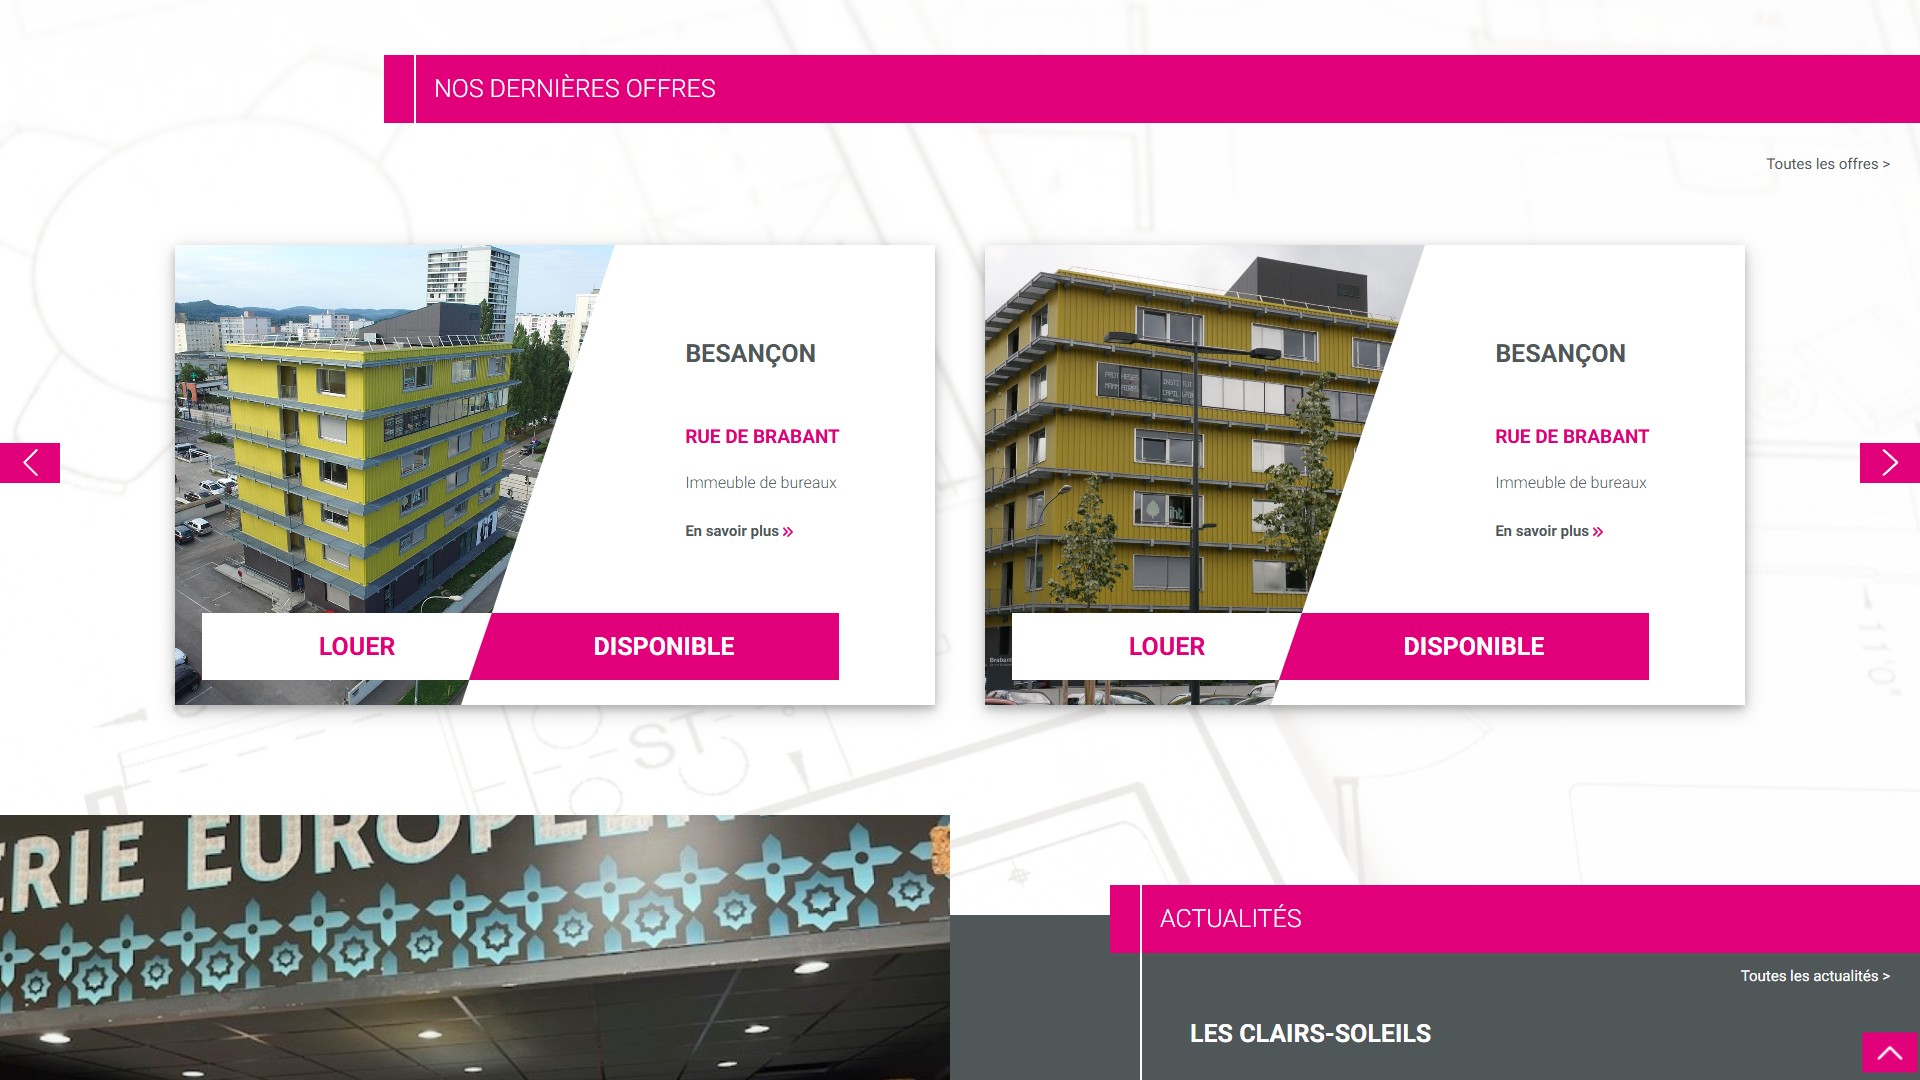 NOS DERNIÈRES OFFRES
Toutes les offres >
BESANÇON
RUE DE BRABANT
Immeuble de bureaux
En savoir plus »
LOUER
DISPONIBLE
BESANÇON
RUE DE BRABANT
Immeuble de bureaux
En savoir plus »
LOUER
DISPONIBLE
ERIE EUROPÉEN
ACTUALITÉS
Toutes les actualités >
LES CLAIRS-SOLEILS
ST